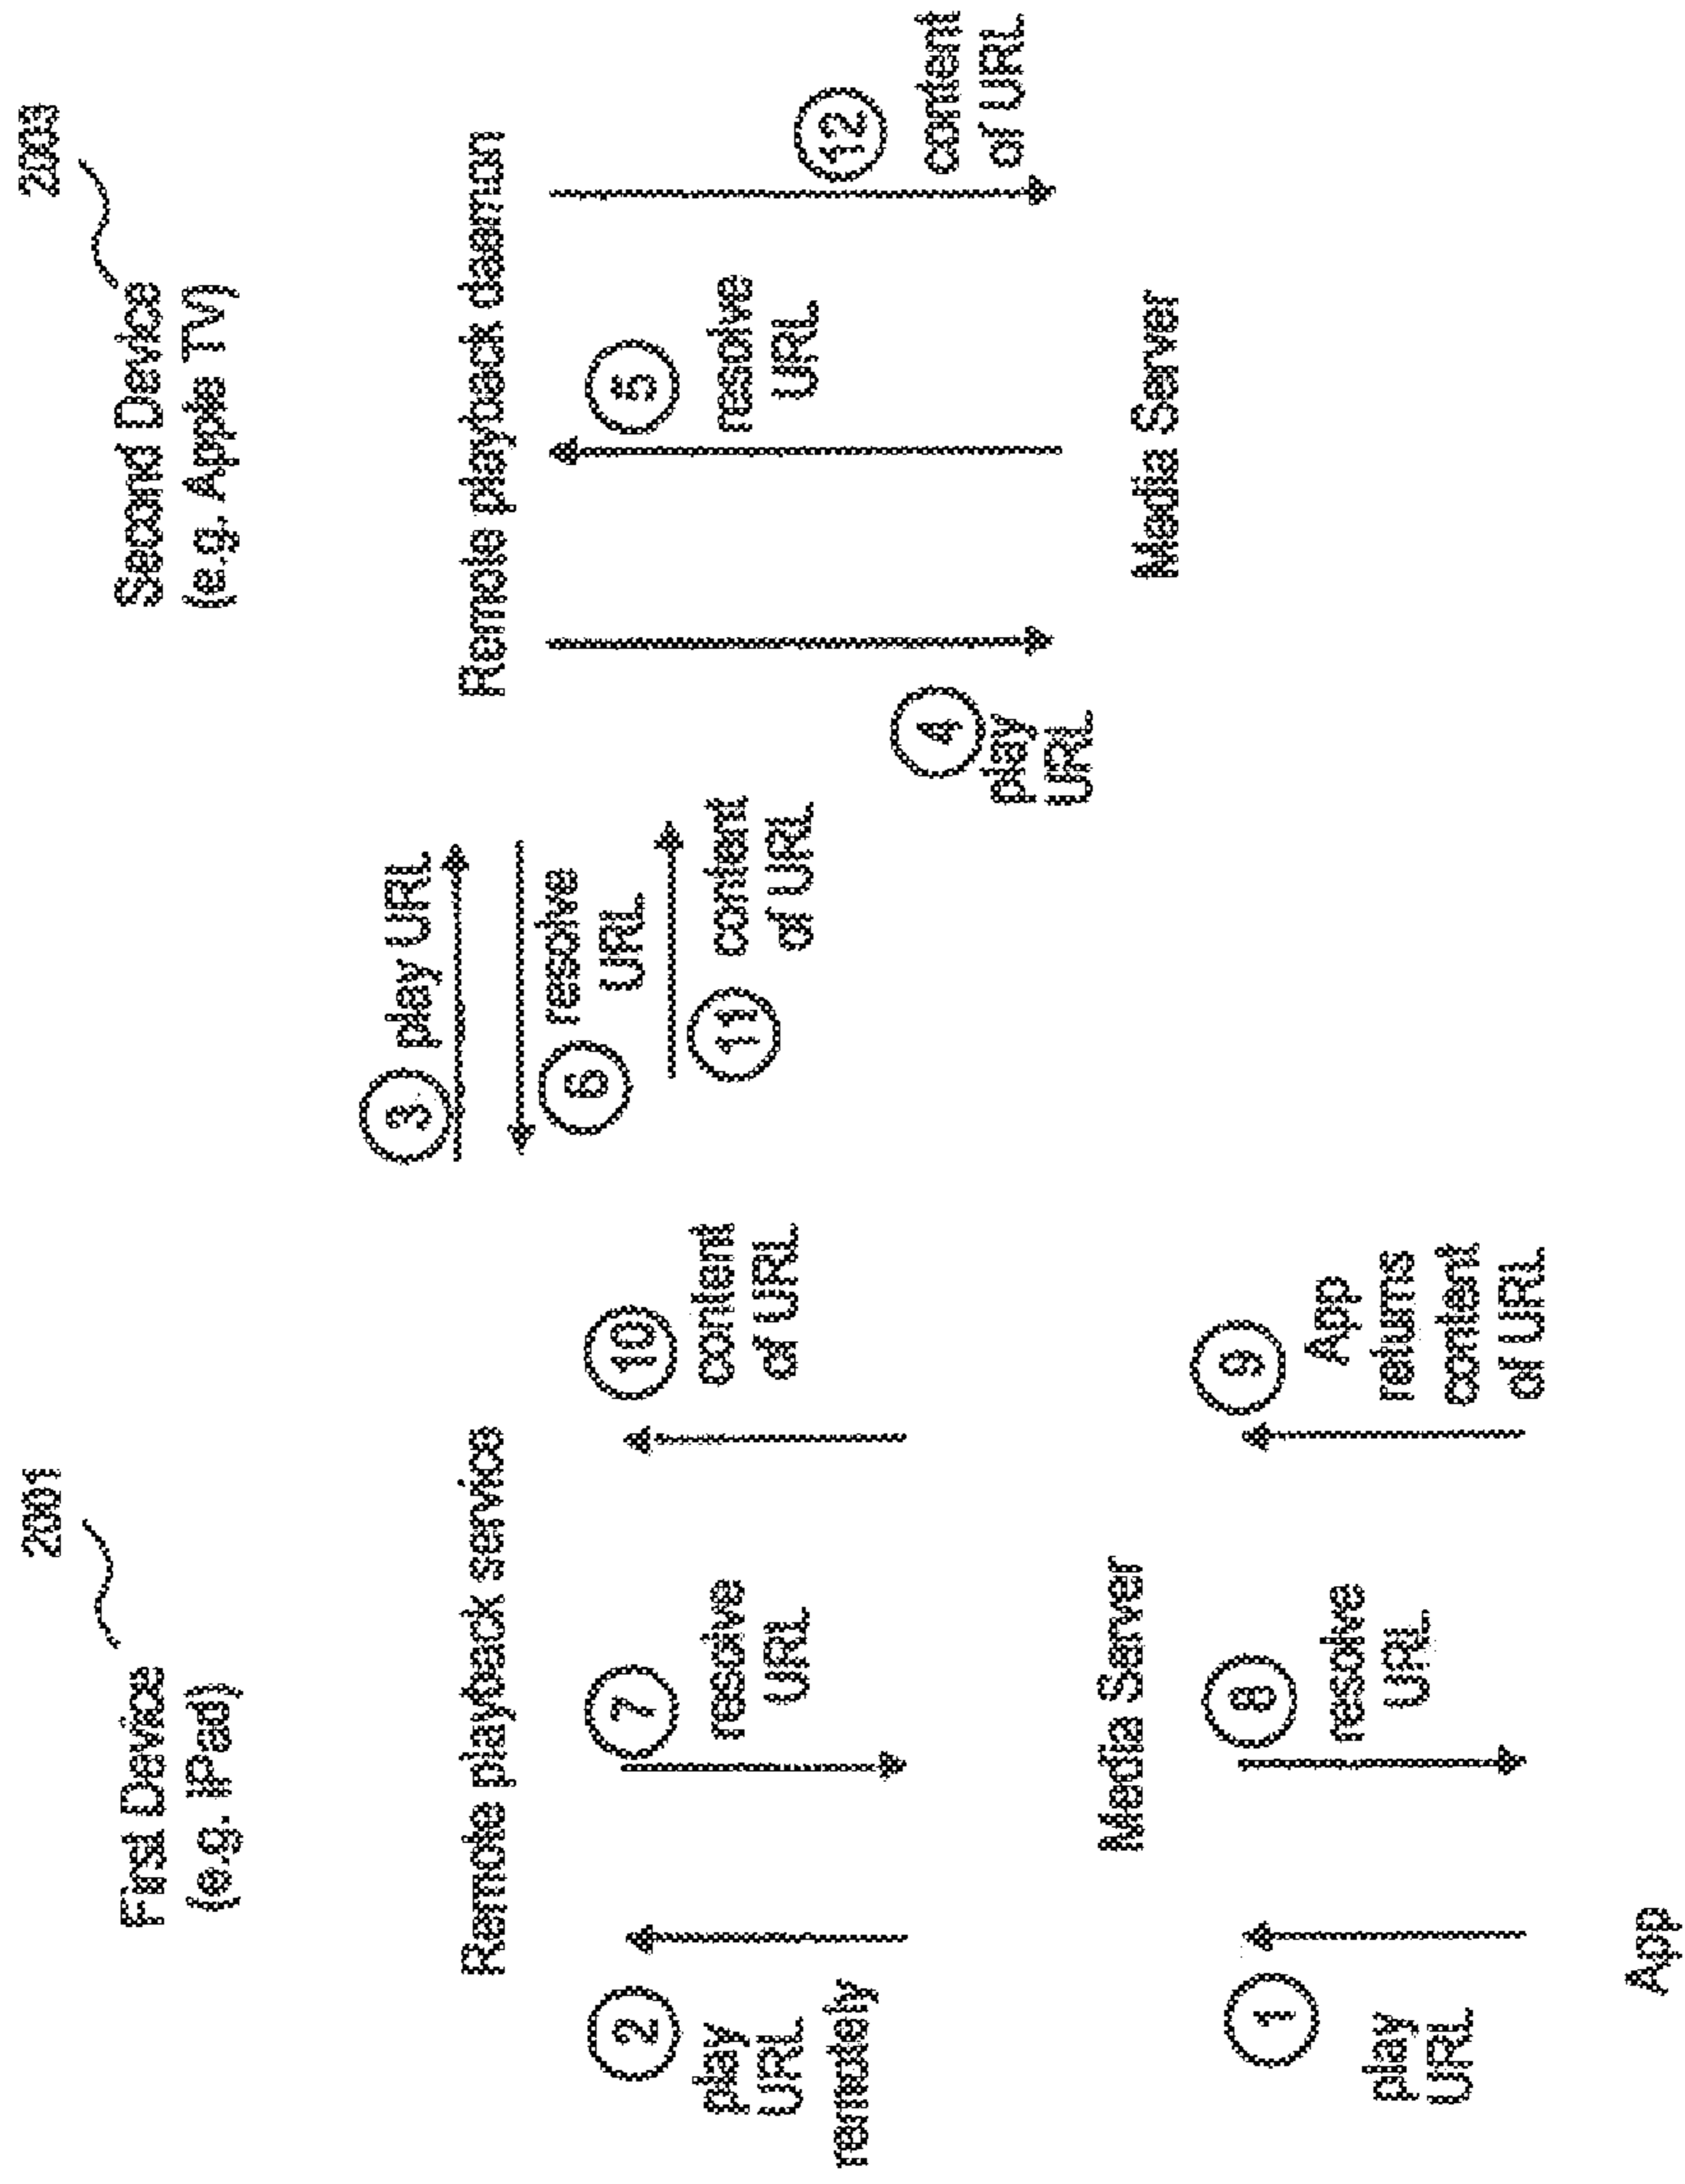 2001
First Device
(e.g. iPad)
Remote playback service
2
play
URL
remotely
7
resolve
URL
10
content
of URL
Media Server
1
play
URL
8
resolve
URL
9
App
returns
content
of URL
App
3 play URL
6 resolve
URL
11 content
of URL
2003
Second Device
(e.g. Apple TV)
Remote playback daemon
4
play
URL
5
resolve
URL
12
content
of URL
Media Server